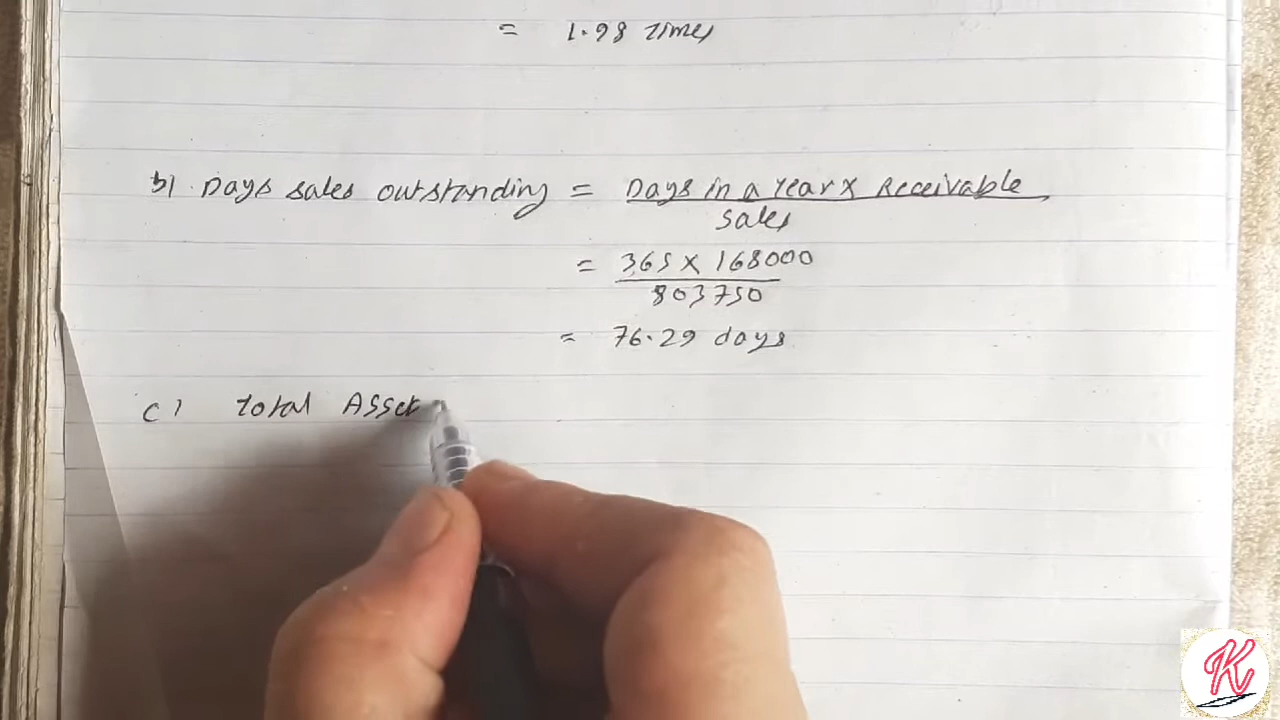 = 1.98 times
b) Days sales outstanding = Days in a year x Receivable
sales
= 365 x 168000
803750
= 76.29 days
c) Total Asset
K